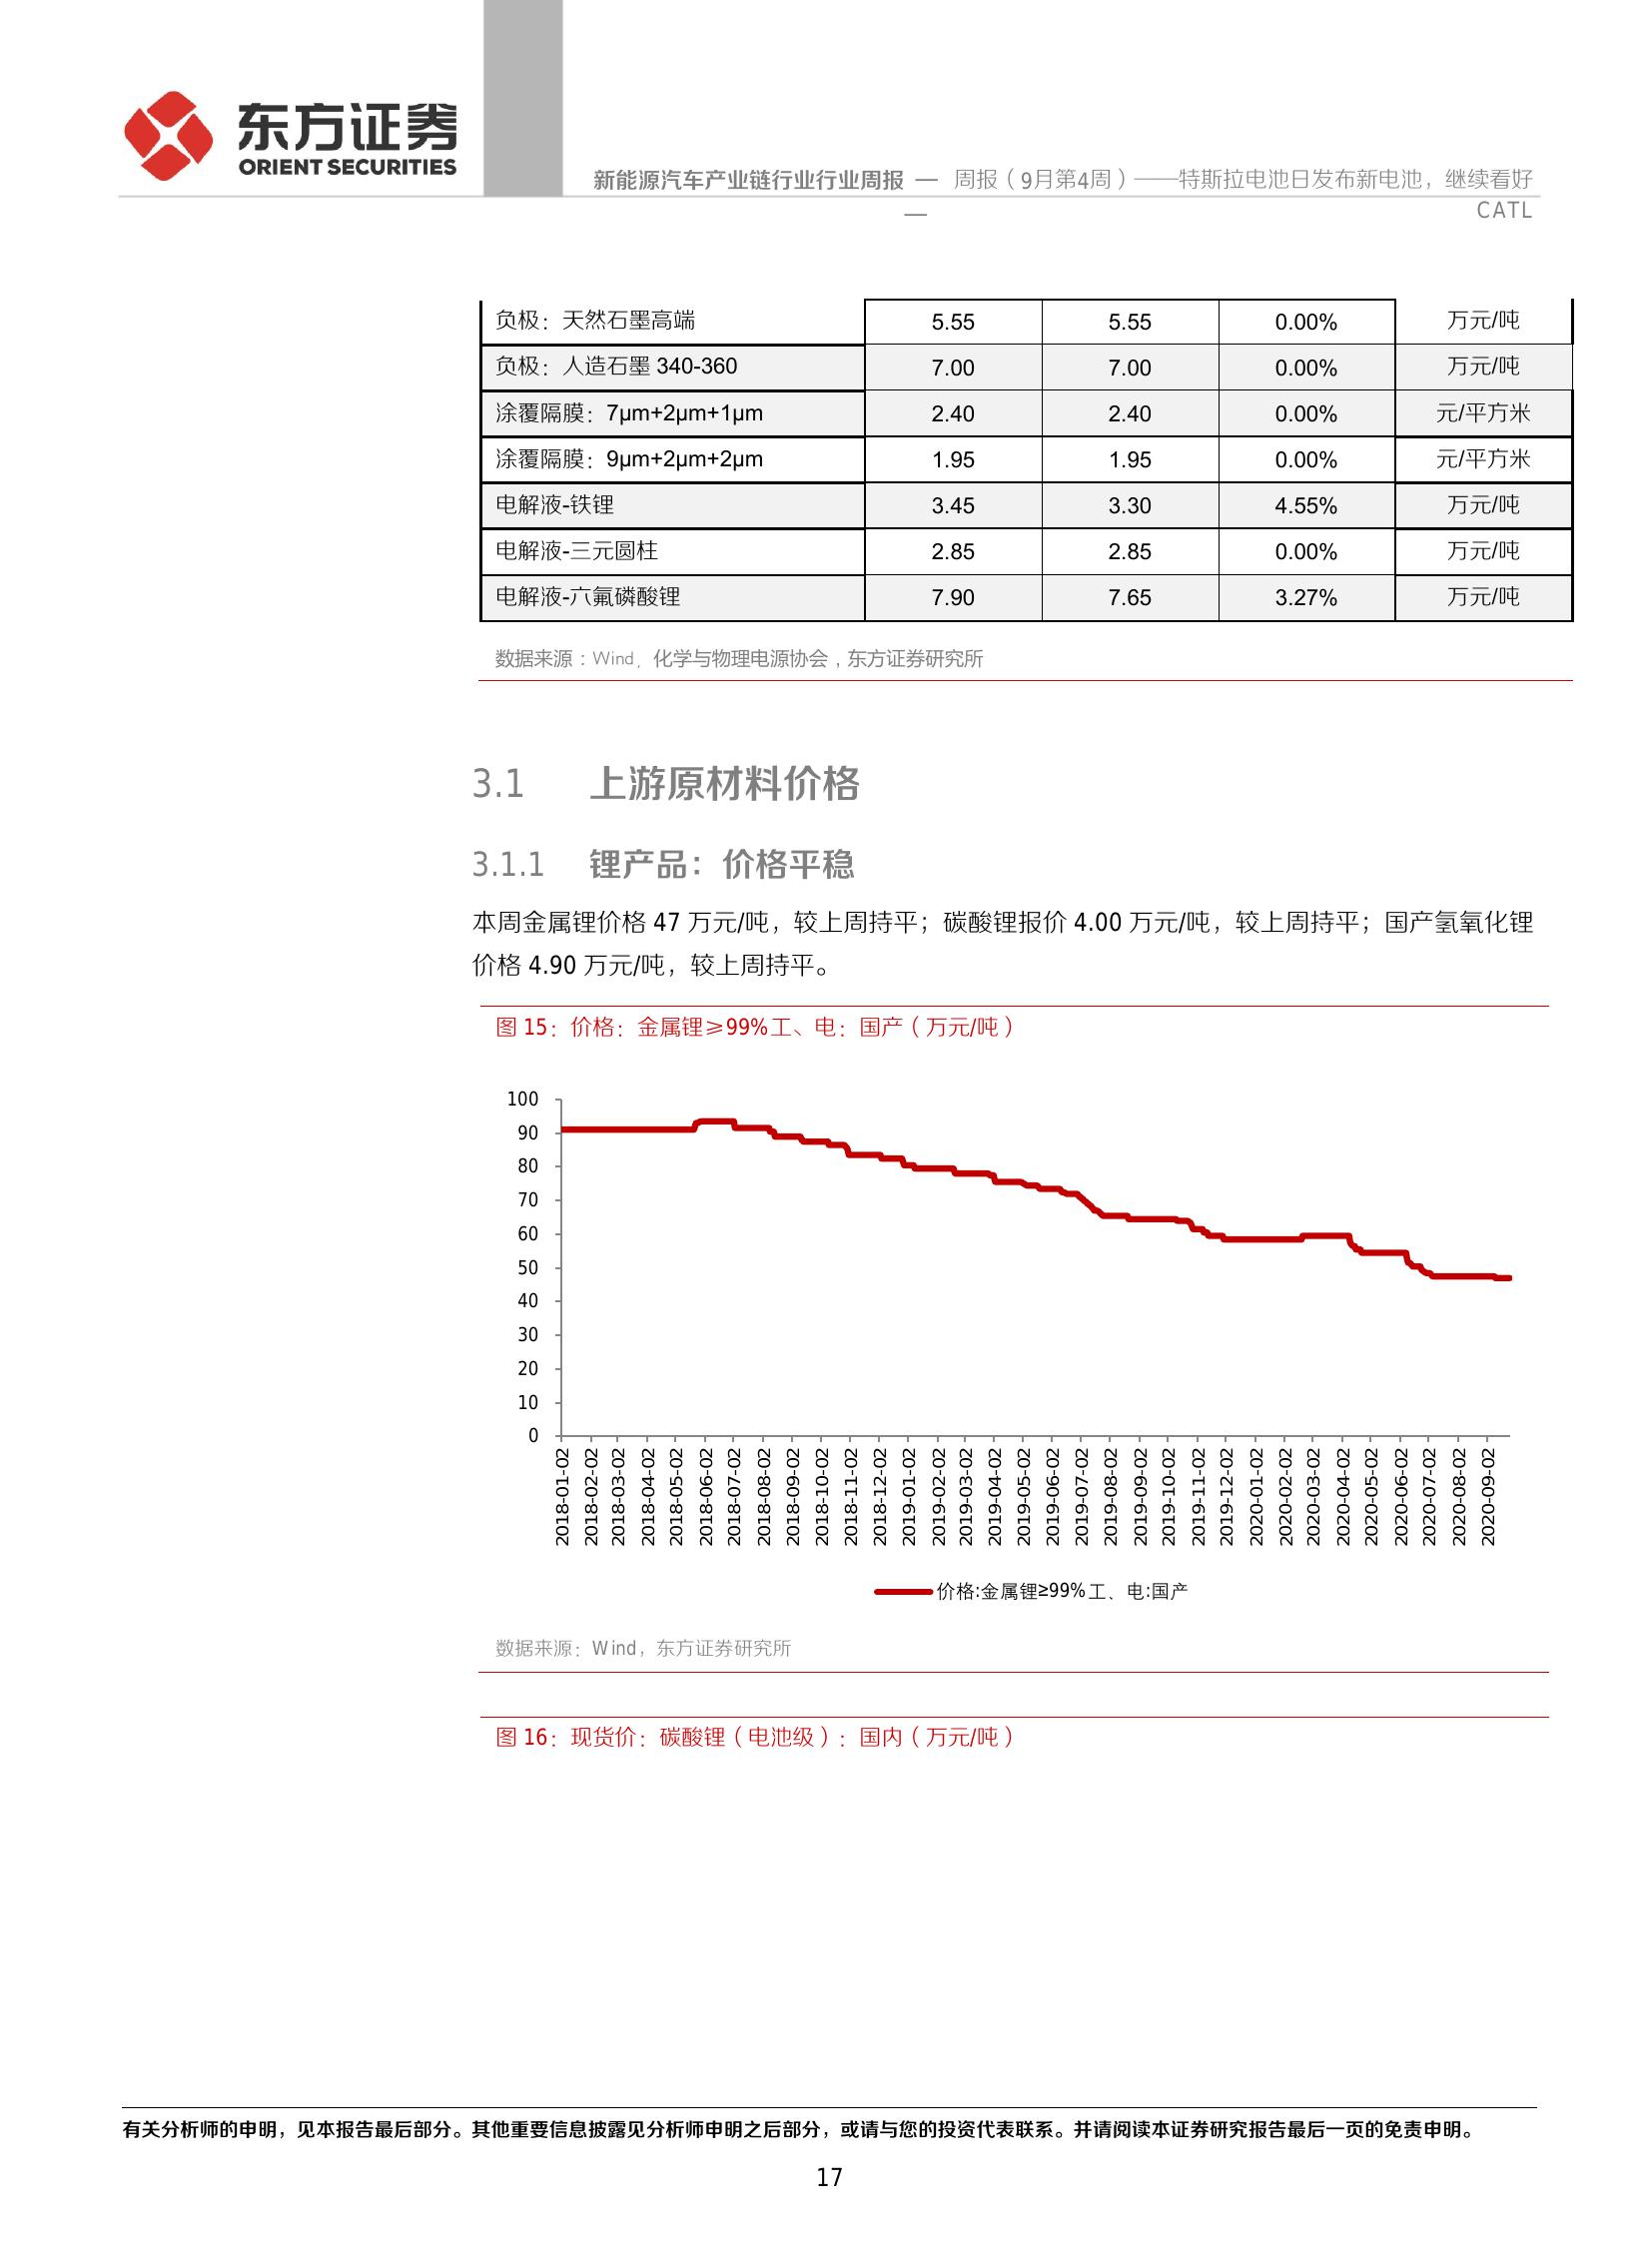 东方证券
ORIENT SECURITIES
新能源汽车产业链行业行业周报 — 周报（9月第4周）——特斯拉电池日发布新电池，继续看好
— CATL
负极：天然石墨高端 5.55 5.55 0.00% 万元/吨
负极：人造石墨 340-360 7.00 7.00 0.00% 万元/吨
涂覆隔膜：7μm+2μm+1μm 2.40 2.40 0.00% 元/平方米
涂覆隔膜：9μm+2μm+2μm 1.95 1.95 0.00% 元/平方米
电解液-铁锂 3.45 3.30 4.55% 万元/吨
电解液-三元圆柱 2.85 2.85 0.00% 万元/吨
电解液-六氟磷酸锂 7.90 7.65 3.27% 万元/吨
数据来源：Wind，化学与物理电源协会，东方证券研究所
3.1 上游原材料价格
3.1.1 锂产品：价格平稳
本周金属锂价格 47 万元/吨，较上周持平；碳酸锂报价 4.00 万元/吨，较上周持平；国产氢氧化锂
价格 4.90 万元/吨，较上周持平。
图 15：价格：金属锂≥99%工、电：国产（万元/吨）
100
90
80
70
60
50
40
30
20
10
0
2018-01-02
2018-02-02
2018-03-02
2018-04-02
2018-05-02
2018-06-02
2018-07-02
2018-08-02
2018-09-02
2018-10-02
2018-11-02
2018-12-02
2019-01-02
2019-02-02
2019-03-02
2019-04-02
2019-05-02
2019-06-02
2019-07-02
2019-08-02
2019-09-02
2019-10-02
2019-11-02
2019-12-02
2020-01-02
2020-02-02
2020-03-02
2020-04-02
2020-05-02
2020-06-02
2020-07-02
2020-08-02
2020-09-02
价格:金属锂≥99%工、电:国产
数据来源：Wind，东方证券研究所
图 16：现货价：碳酸锂（电池级）：国内（万元/吨）
有关分析师的申明，见本报告最后部分。其他重要信息披露见分析师申明之后部分，或请与您的投资代表联系。并请阅读本证券研究报告最后一页的免责申明。
17